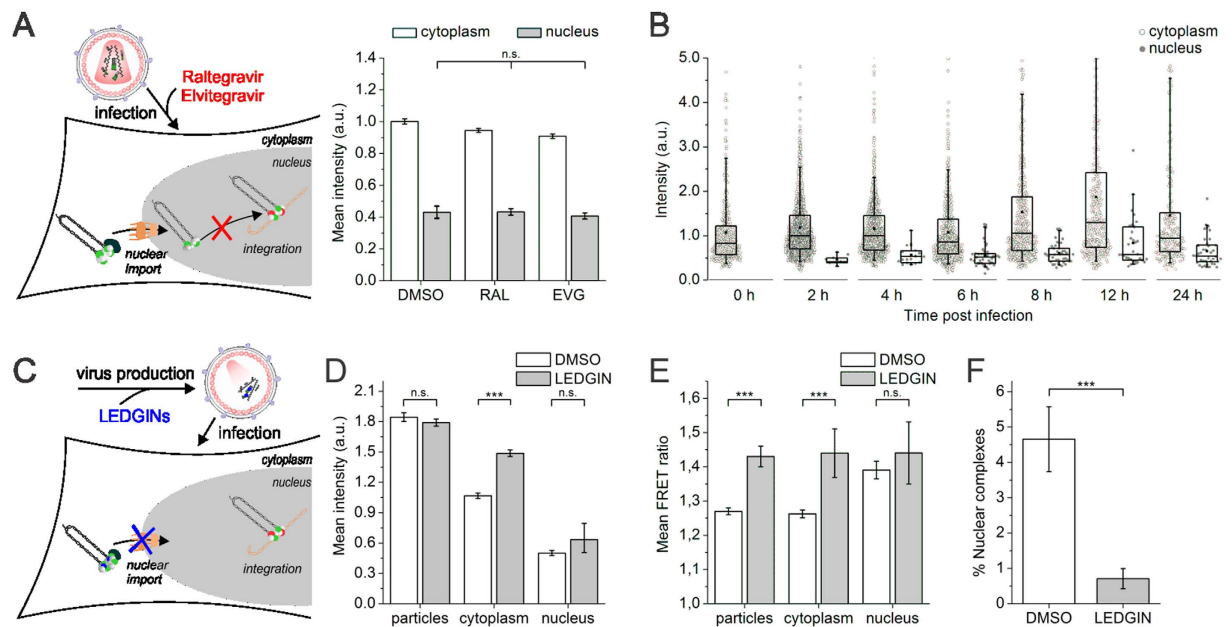 A
Raltegravir
Elvitegravir
infection
cytoplasm
nucleus
nuclear
import
integration
cytoplasm nucleus
n.s.
Mean intensity (a.u.)
1.4
1.2
1.0
0.8
0.6
0.4
0.2
0.0
DMSO RAL EVG
B
cytoplasm
nucleus
Intensity (a.u.)
5.0
4.0
3.0
2.0
1.0
0.0
0 h 2 h 4 h 6 h 8 h 12 h 24 h
Time post infection
C
virus production
LEDGINs
infection
cytoplasm
nucleus
nuclear
import
integration
D
DMSO
LEDGIN
n.s. *** n.s.
Mean intensity (a.u.)
2.1
1.8
1.5
1.2
0.9
0.6
0.3
0.0
particles cytoplasm nucleus
E
DMSO
LEDGIN
*** *** n.s.
Mean FRET ratio
1,6
1,5
1,4
1,3
1,2
1,1
1,0
particles cytoplasm nucleus
F
***
% Nuclear complexes
7
6
5
4
3
2
1
0
DMSO LEDGIN